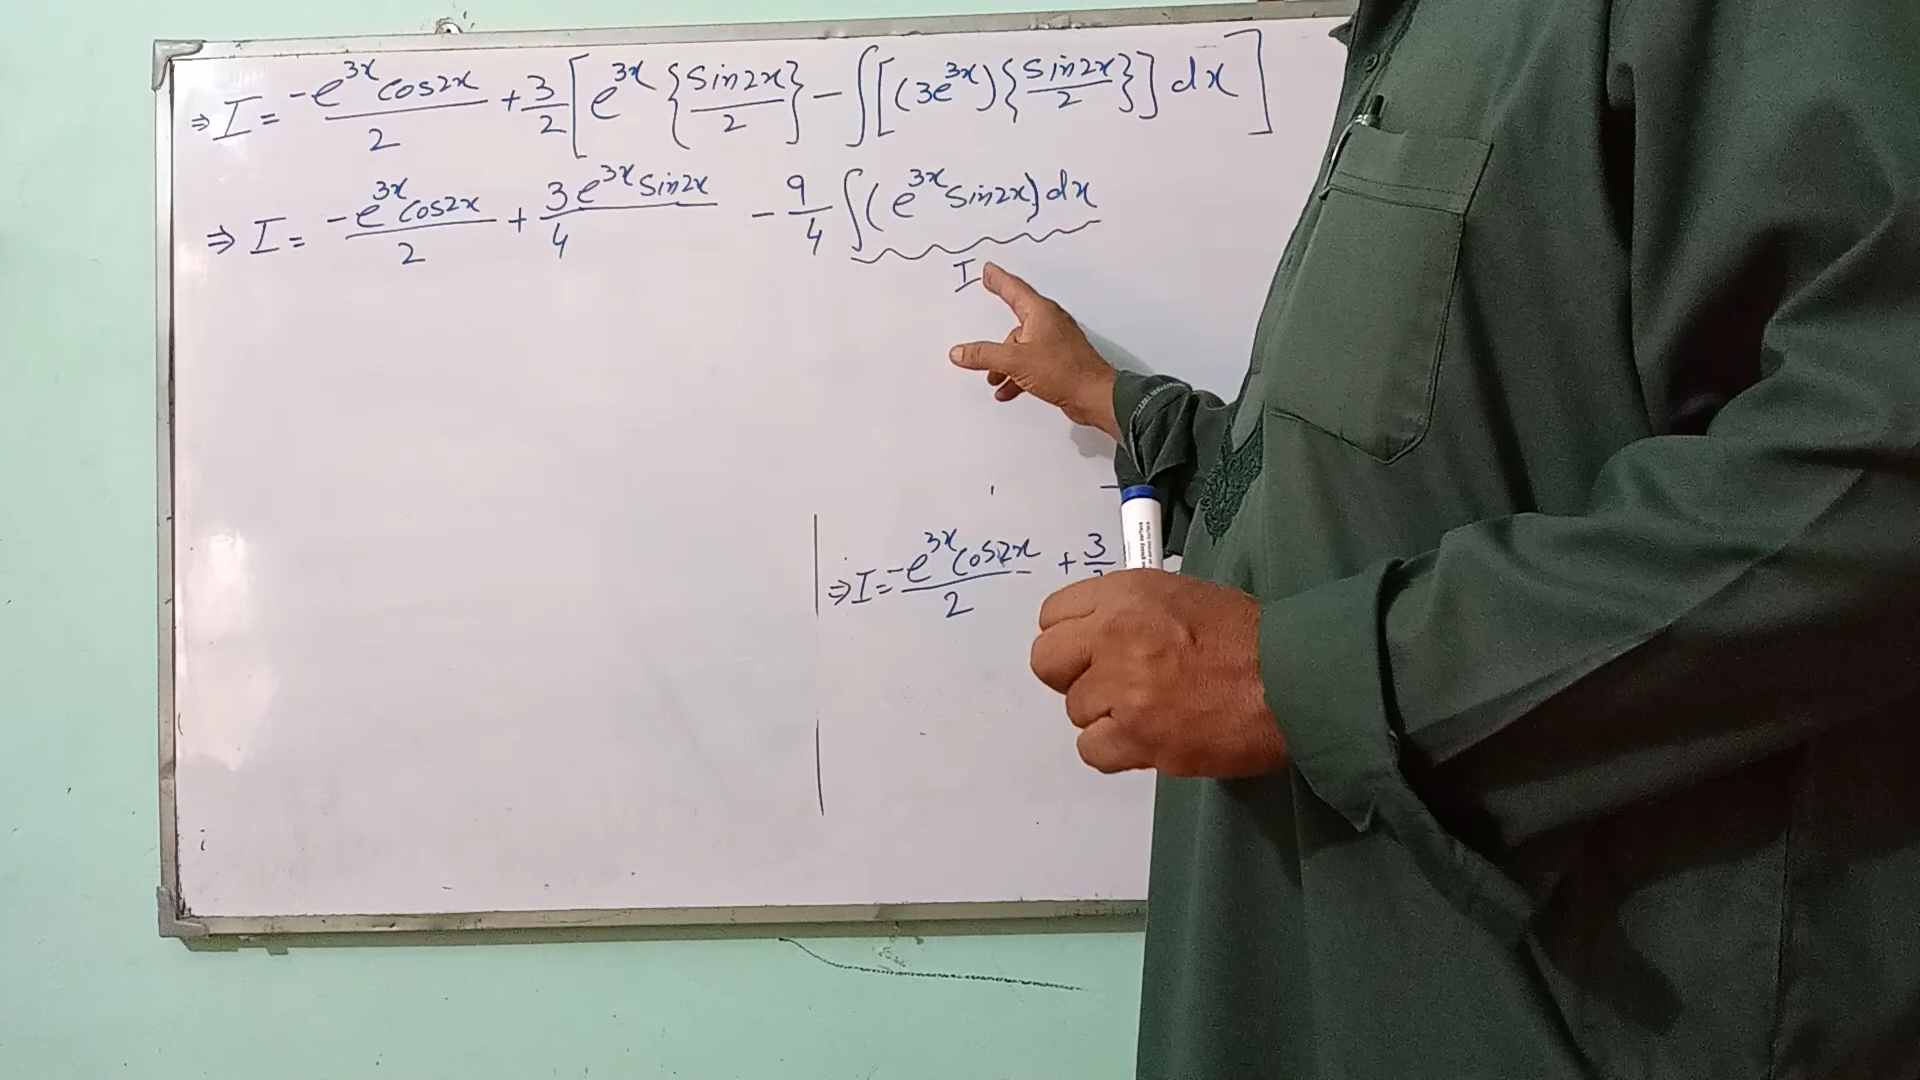 ⇒ I = -e^3x cos2x / 2 + 3/2 [ e^3x { sin2x / 2 } - ∫ [ (3e^3x) { sin2x / 2 } ] dx ]
⇒ I = -e^3x cos2x / 2 + 3e^3x sin2x / 4 - 9/4 ∫ (e^3x sin2x) dx
I
⇒ I = -e^3x cos2x / 2 + 3